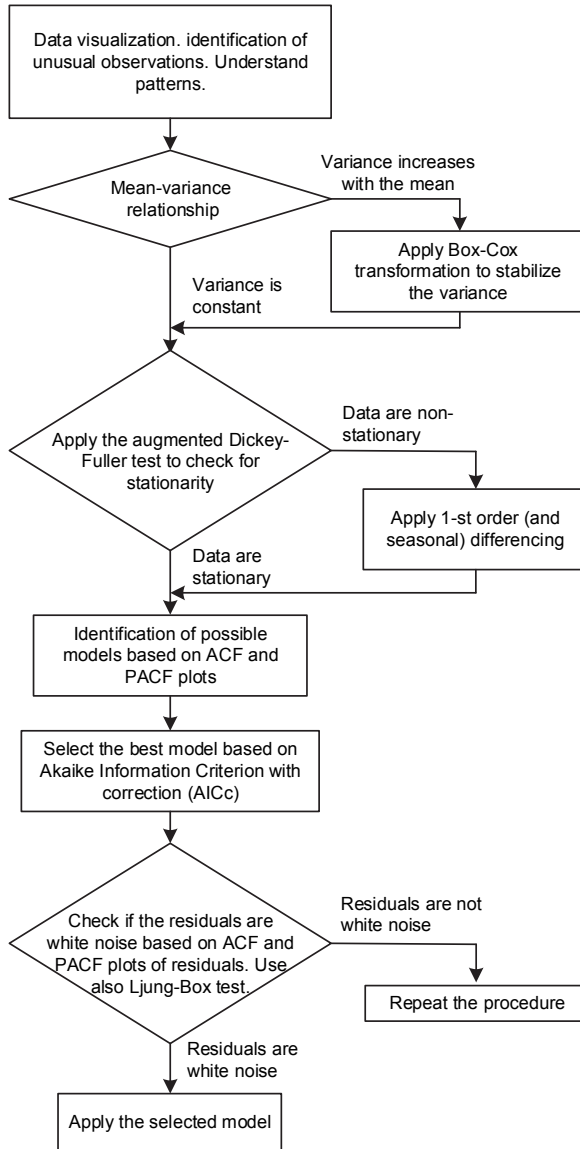 Data visualization. identification of
unusual observations. Understand
patterns.
Variance increases
with the mean
Mean-variance
relationship
Apply Box-Cox
transformation to stabilize
the variance
Variance is
constant
Data are non-
stationary
Apply the augmented Dickey-
Fuller test to check for
stationarity
Apply 1-st order (and
seasonal) differencing
Data are
stationary
Identification of possible
models based on ACF and
PACF plots
Select the best model based on
Akaike Information Criterion with
correction (AICc)
Residuals are not
white noise
Check if the residuals are
white noise based on ACF and
PACF plots of residuals. Use
also Ljung-Box test.
Repeat the procedure
Residuals are
white noise
Apply the selected model